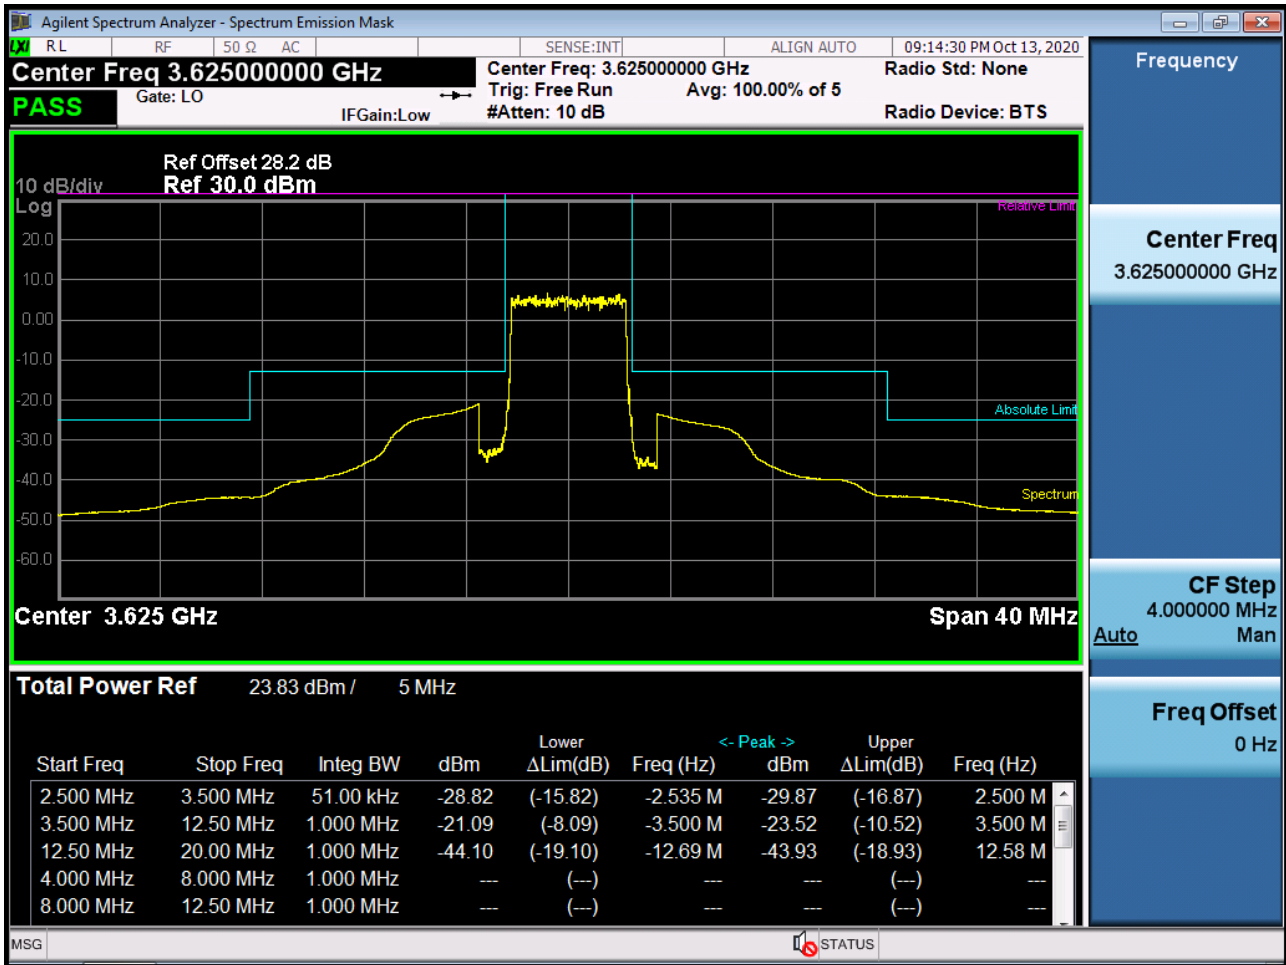 Agilent Spectrum Analyzer - Spectrum Emission Mask
LXI RL RF 50 Ω AC SENSE:INT ALIGN AUTO 09:14:30 PM Oct 13, 2020
Center Freq 3.625000000 GHz
Center Freq: 3.625000000 GHz
Radio Std: None
PASS
Gate: LO
IFGain:Low
Trig: Free Run
Avg: 100.00% of 5
#Atten: 10 dB
Radio Device: BTS
Ref Offset 28.2 dB
10 dB/div
Ref 30.0 dBm
Log
Relative Limit
20.0
10.0
0.00
-10.0
-20.0
Absolute Limit
-30.0
-40.0
Spectrum
-50.0
-60.0
Center 3.625 GHz
Span 40 MHz
Total Power Ref 23.83 dBm / 5 MHz
Lower <- Peak -> Upper
Start Freq Stop Freq Integ BW dBm ΔLim(dB) Freq (Hz) dBm ΔLim(dB) Freq (Hz)
2.500 MHz 3.500 MHz 51.00 kHz -28.82 (-15.82) -2.535 M -29.87 (-16.87) 2.500 M
3.500 MHz 12.50 MHz 1.000 MHz -21.09 (-8.09) -3.500 M -23.52 (-10.52) 3.500 M
12.50 MHz 20.00 MHz 1.000 MHz -44.10 (-19.10) -12.69 M -43.93 (-18.93) 12.58 M
4.000 MHz 8.000 MHz 1.000 MHz --- (---) --- --- (---) ---
8.000 MHz 12.50 MHz 1.000 MHz --- (---) --- --- (---) ---
MSG
STATUS
Frequency
Center Freq
3.625000000 GHz
CF Step
4.000000 MHz
Auto Man
Freq Offset
0 Hz